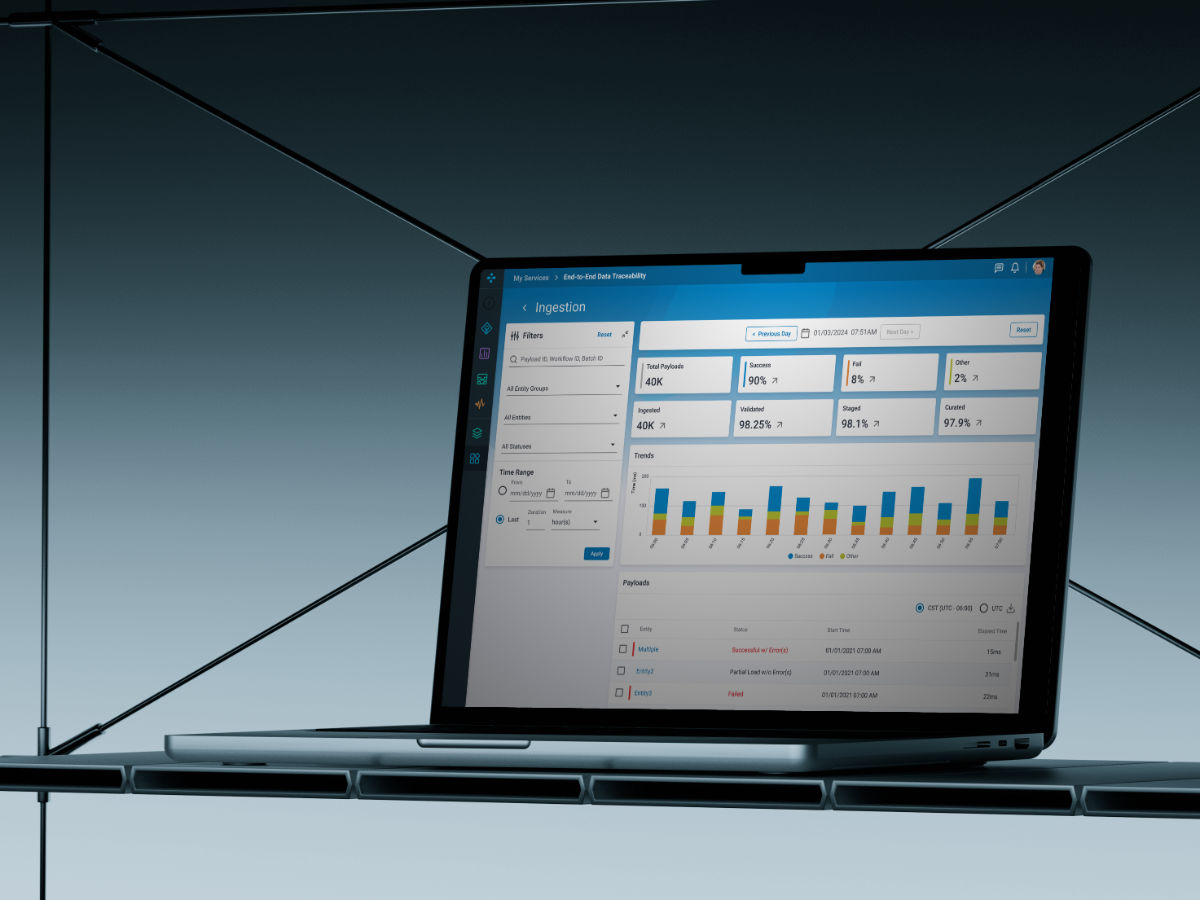 My Services > End-to-End Data Traceability
< Ingestion
Filters
Reset
Payload ID, Workflow ID, Batch ID
All Entity Groups
All Entities
All Statuses
Time Range
From
To
mm/dd/yyyy
mm/dd/yyyy
Last
Duration
Measure
1
hour(s)
Apply
< Previous Day
01/03/2024 07:51AM
Next Day >
Reset
Total Payloads
40K
Success
90%
Fail
8%
Other
2%
Ingested
40K
Validated
98.25%
Staged
98.1%
Curated
97.9%
Trends
Time (ms)
200
100
0
Success
Fail
Other
Payloads
CST (UTC - 06:00)
UTC
Entity
Status
Start Time
Elapsed Time
Multiple
Successful w/ Error(s)
01/01/2021 07:00 AM
15ms
Entity2
Partial Load w/o Error(s)
01/01/2021 07:00 AM
21ms
Entity3
Failed
01/01/2021 07:00 AM
22ms